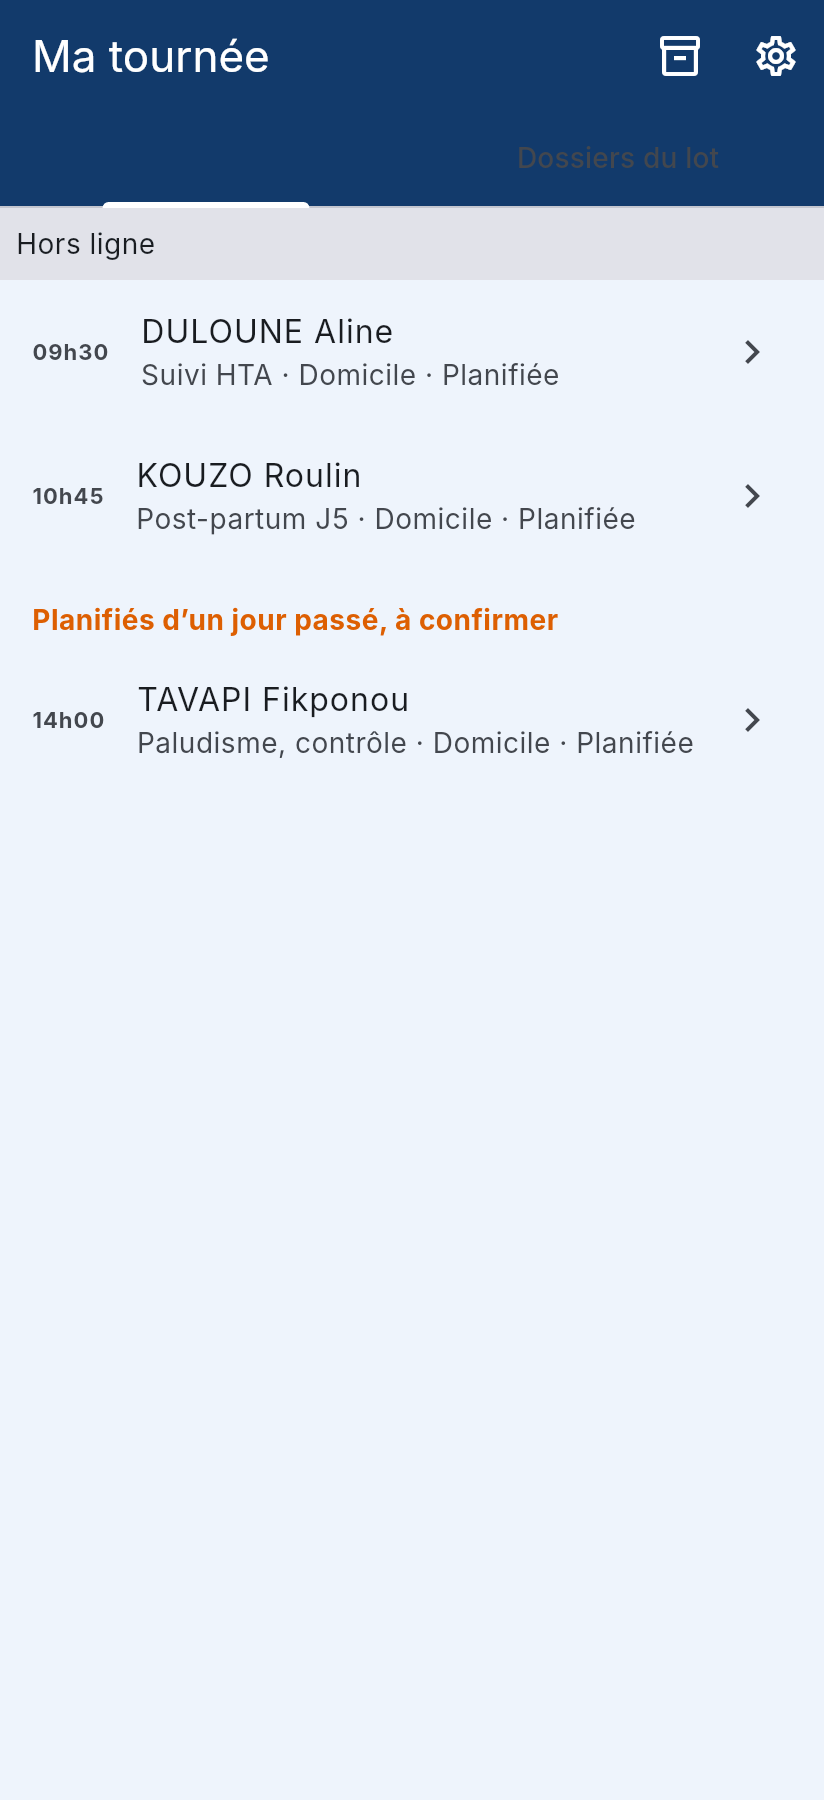 Ma tournée
Dossiers du lot
Hors ligne
09h30
DULOUNE Aline
Suivi HTA · Domicile · Planifiée
10h45
KOUZO Roulin
Post-partum J5 · Domicile · Planifiée
Planifiés d’un jour passé, à confirmer
14h00
TAVAPI Fikponou
Paludisme, contrôle · Domicile · Planifiée